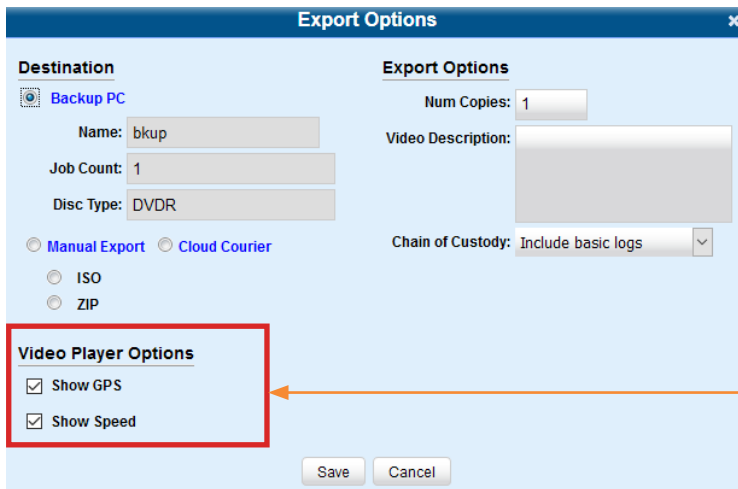 Export Options
Destination
Backup PC
Name: bkup
Job Count: 1
Disc Type: DVDR
Manual Export Cloud Courier
ISO
ZIP
Export Options
Num Copies: 1
Video Description:
Chain of Custody: Include basic logs
Video Player Options
Show GPS
Show Speed
Save Cancel